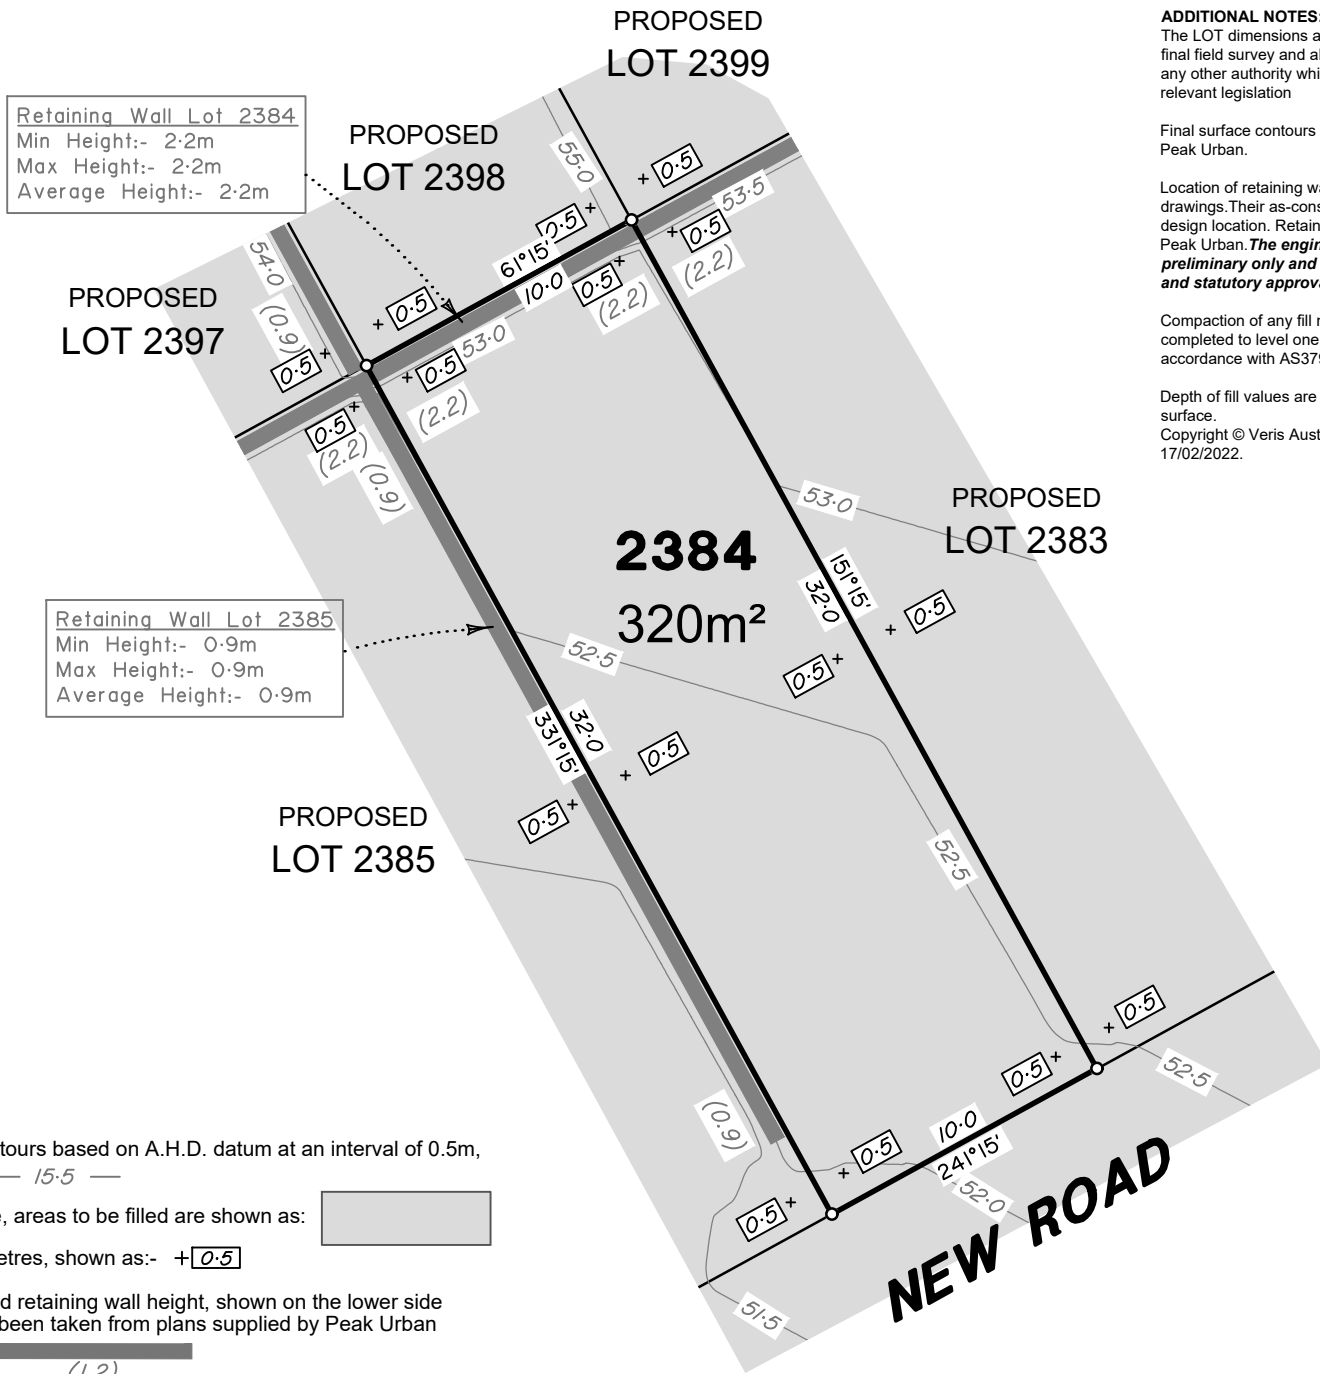 PROPOSED
LOT 2399
ADDITIONAL NOTES:
The LOT dimensions a
final field survey and al
any other authority whi
relevant legislation
Final surface contours
Peak Urban.
Location of retaining wa
drawings.Their as-cons
design location. Retain
Peak Urban.The engin
preliminary only and
and statutory approva
Compaction of any fill r
completed to level one
accordance with AS379
Depth of fill values are
surface.
Copyright © Veris Aust
17/02/2022.
Retaining Wall Lot 2384
Min Height:- 2·2m
Max Height:- 2·2m
Average Height:- 2·2m
PROPOSED
LOT 2398
55·0
0·5
53·5
0·5
0·5
(2.2)
61°15'
10·0
0·5
(2.2)
54·0
(0.9)
PROPOSED
LOT 2397
0·5
53·0
0·5
0·5
(2.2)
0·5
(2.2)
(0.9)
53·0
PROPOSED
LOT 2383
2384
320m²
151°15'
32·0
0·5
0·5
Retaining Wall Lot 2385
Min Height:- 0·9m
Max Height:- 0·9m
Average Height:- 0·9m
52·5
32·0
331°15'
0·5
0·5
PROPOSED
LOT 2385
52·5
0·5
0·5
52·5
(0.9)
0·5
10·0
241°15'
52·0
0·5
51·5
NEW ROAD
tours based on A.H.D. datum at an interval of 0.5m,
15·5
e, areas to be filled are shown as:
etres, shown as:- +0·5
d retaining wall height, shown on the lower side
been taken from plans supplied by Peak Urban
(1.2)